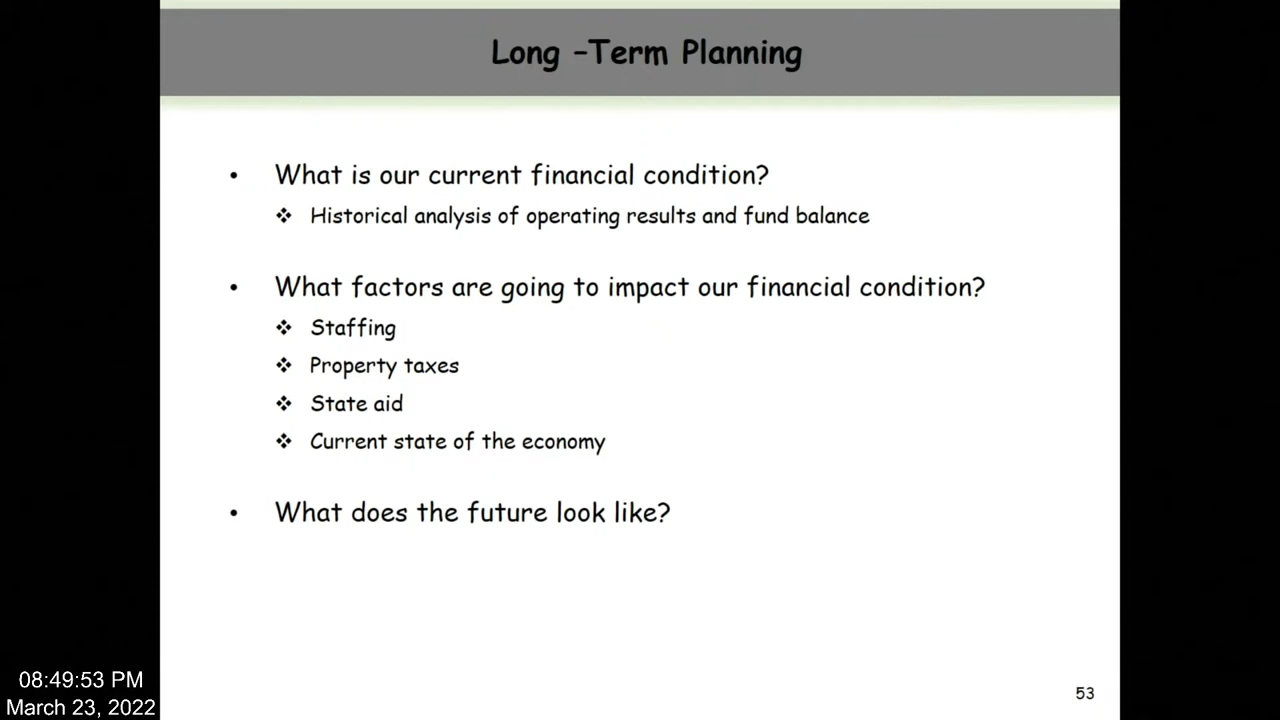 Long –Term Planning
• What is our current financial condition?
❖ Historical analysis of operating results and fund balance
• What factors are going to impact our financial condition?
❖ Staffing
❖ Property taxes
❖ State aid
❖ Current state of the economy
• What does the future look like?
08:49:53 PM
March 23, 2022
53